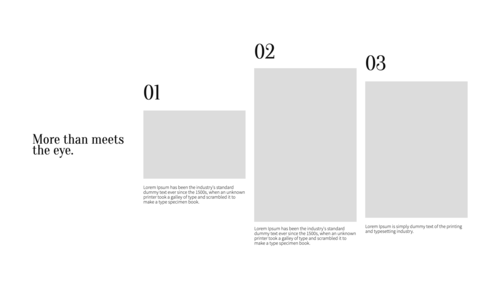 More than meets
the eye.
01
Lorem Ipsum has been the industry's standard
dummy text ever since the 1500s, when an unknown
printer took a galley of type and scrambled it to
make a type specimen book.
02
Lorem Ipsum has been the industry's standard
dummy text ever since the 1500s, when an unknown
printer took a galley of type and scrambled it to
make a type specimen book.
03
Lorem Ipsum is simply dummy text of the printing
and typesetting industry.